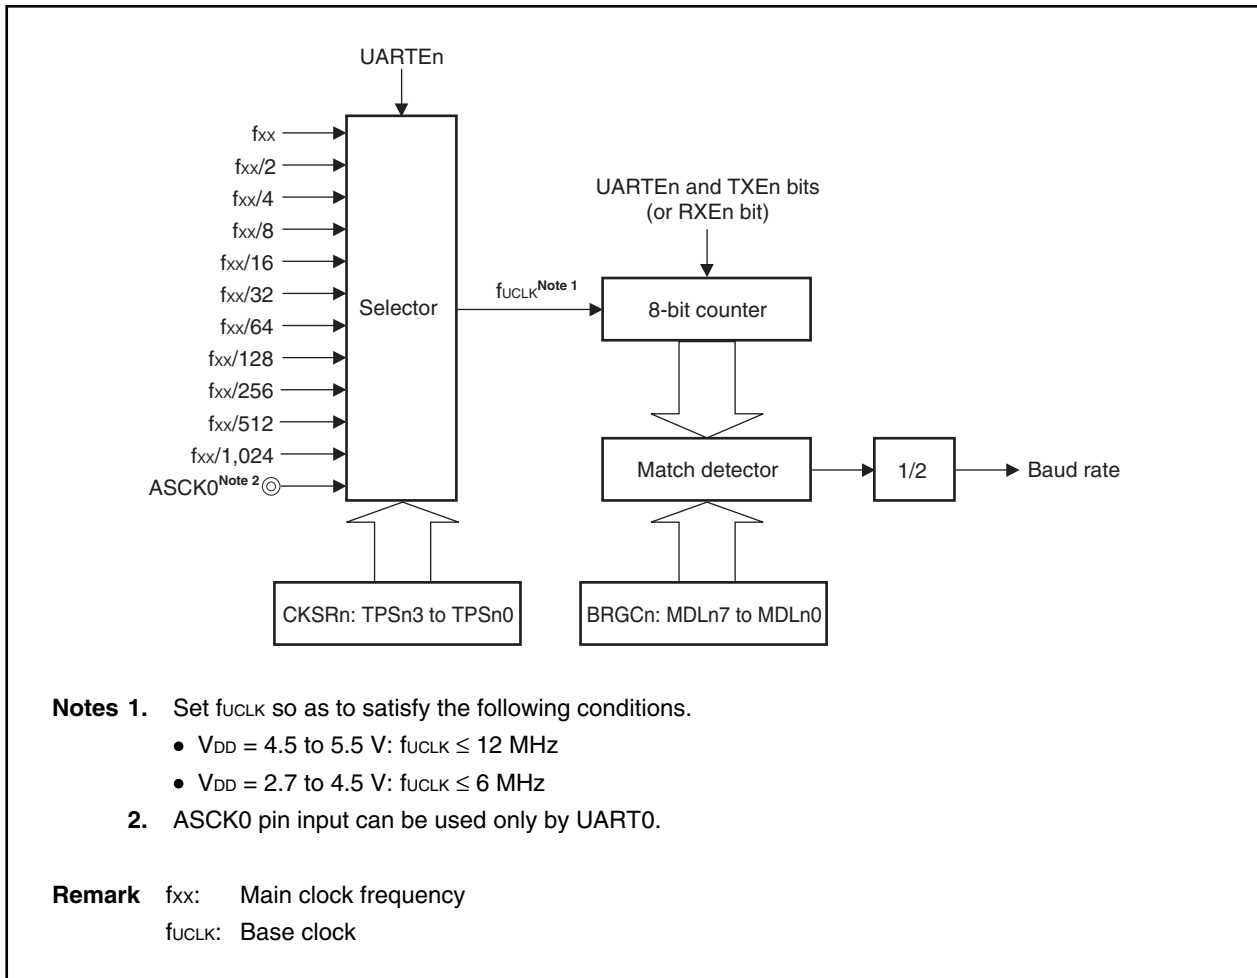 UARTEn
fxx
fxx/2
fxx/4
fxx/8
fxx/16
fxx/32
fxx/64
fxx/128
fxx/256
fxx/512
fxx/1,024
ASCK0Note 2
Selector
fUCLKNote 1
UARTEn and TXEn bits
(or RXEn bit)
8-bit counter
Match detector
1/2
Baud rate
CKSRn: TPSn3 to TPSn0
BRGCn: MDLn7 to MDLn0
Notes 1. Set fUCLK so as to satisfy the following conditions.
• VDD = 4.5 to 5.5 V: fUCLK ≤ 12 MHz
• VDD = 2.7 to 4.5 V: fUCLK ≤ 6 MHz
2. ASCK0 pin input can be used only by UART0.
Remark fxx: Main clock frequency
fUCLK: Base clock